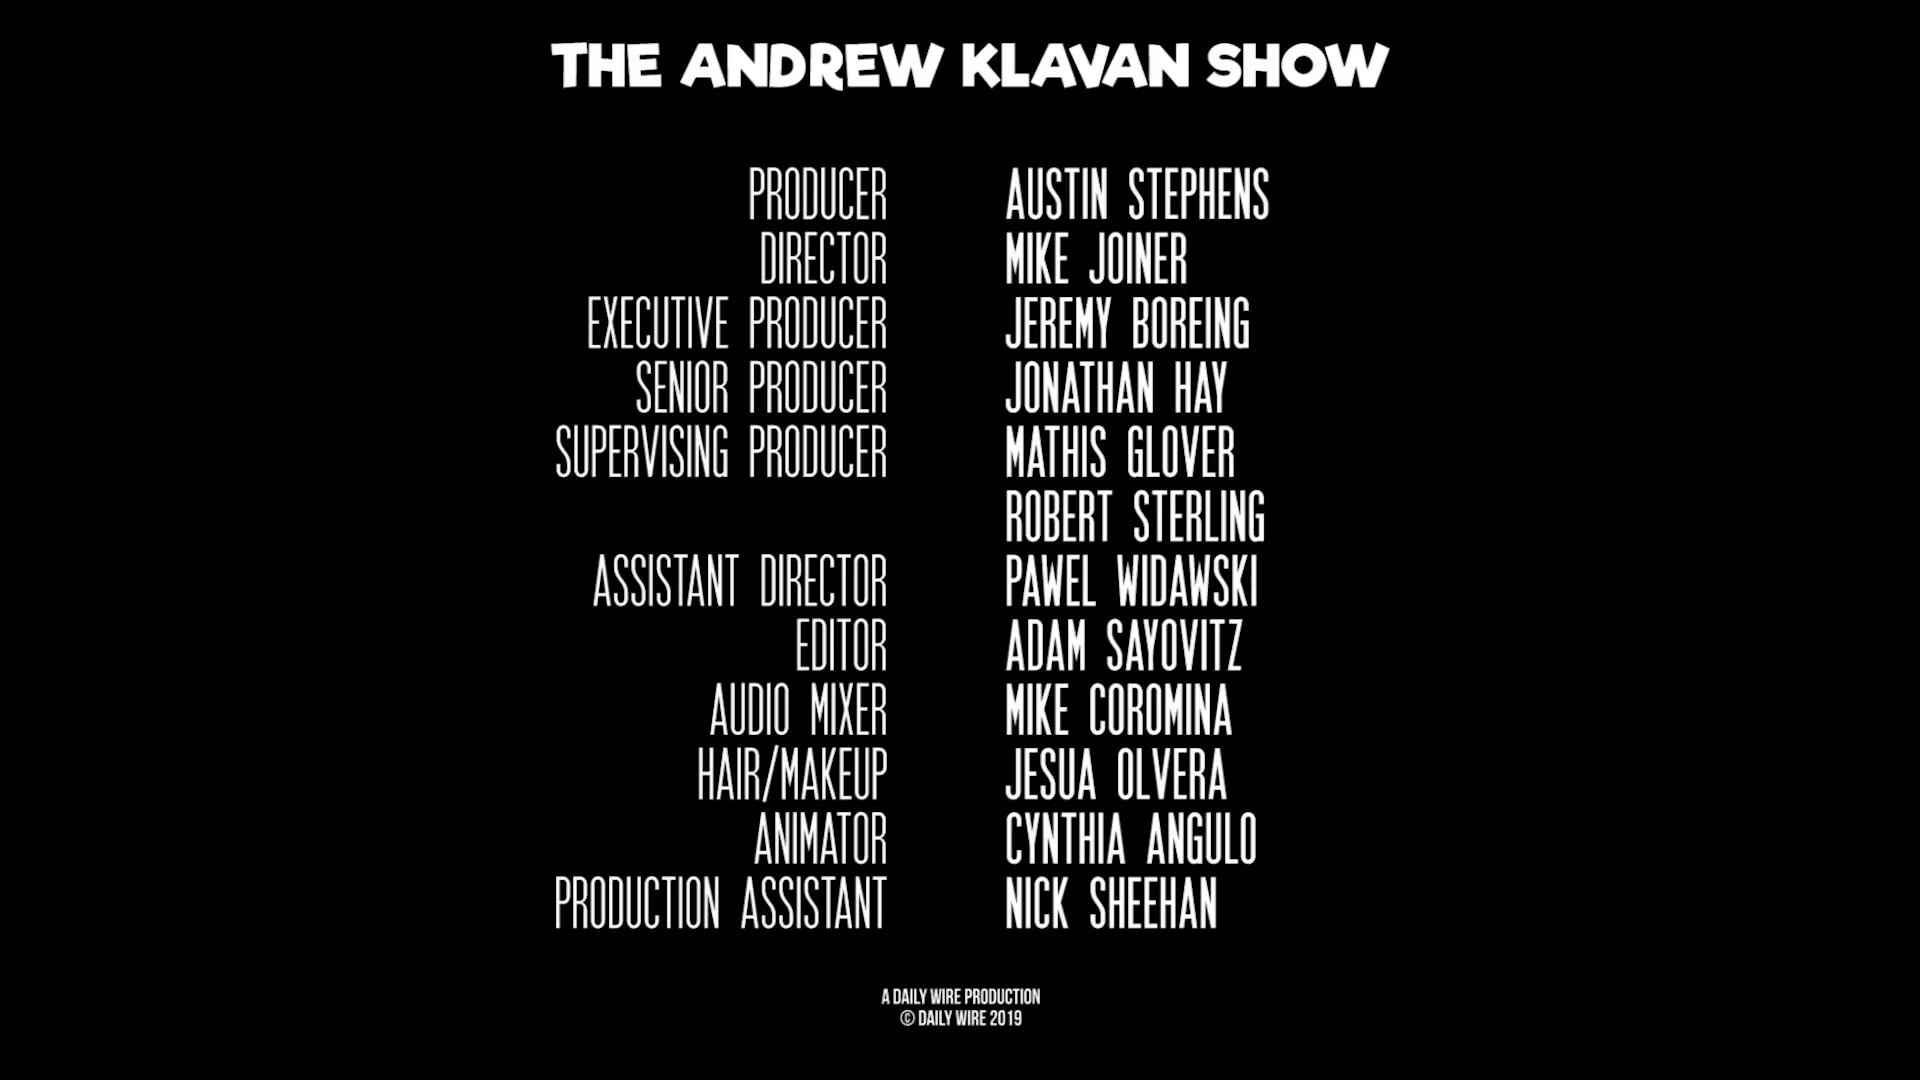 THE ANDREW KLAVAN SHOW
PRODUCER AUSTIN STEPHENS
DIRECTOR MIKE JOINER
EXECUTIVE PRODUCER JEREMY BOREING
SENIOR PRODUCER JONATHAN HAY
SUPERVISING PRODUCER MATHIS GLOVER
ROBERT STERLING
ASSISTANT DIRECTOR PAWEL WIDAWSKI
EDITOR ADAM SAYOVITZ
AUDIO MIXER MIKE COROMINA
HAIR/MAKEUP JESUA OLVERA
ANIMATOR CYNTHIA ANGULO
PRODUCTION ASSISTANT NICK SHEEHAN
A DAILY WIRE PRODUCTION
© DAILY WIRE 2019